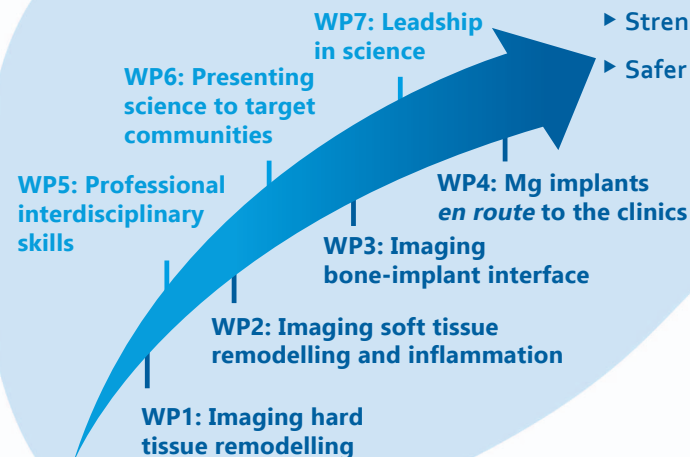 WP7: Leadship
in science
▸ Stren
▸ Safer
WP6: Presenting
science to target
communities
WP5: Professional
interdisciplinary
skills
WP4: Mg implants
en route to the clinics
WP3: Imaging
bone-implant interface
WP2: Imaging soft tissue
remodelling and inflammation
WP1: Imaging hard
tissue remodelling